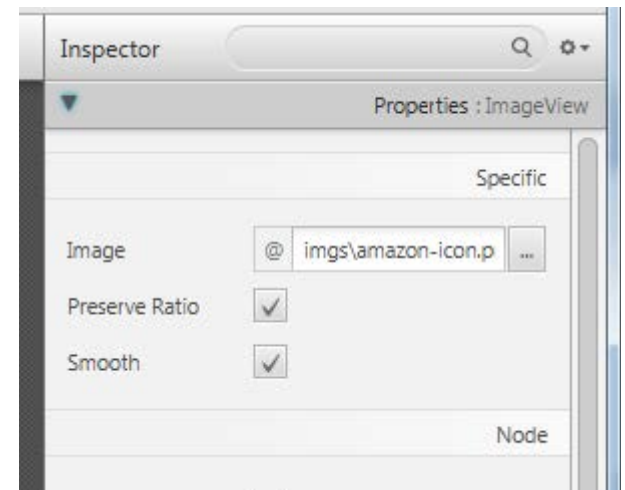 Inspector
Properties : ImageView
Specific
Image @ imgs\amazon-icon.p ...
Preserve Ratio
Smooth
Node